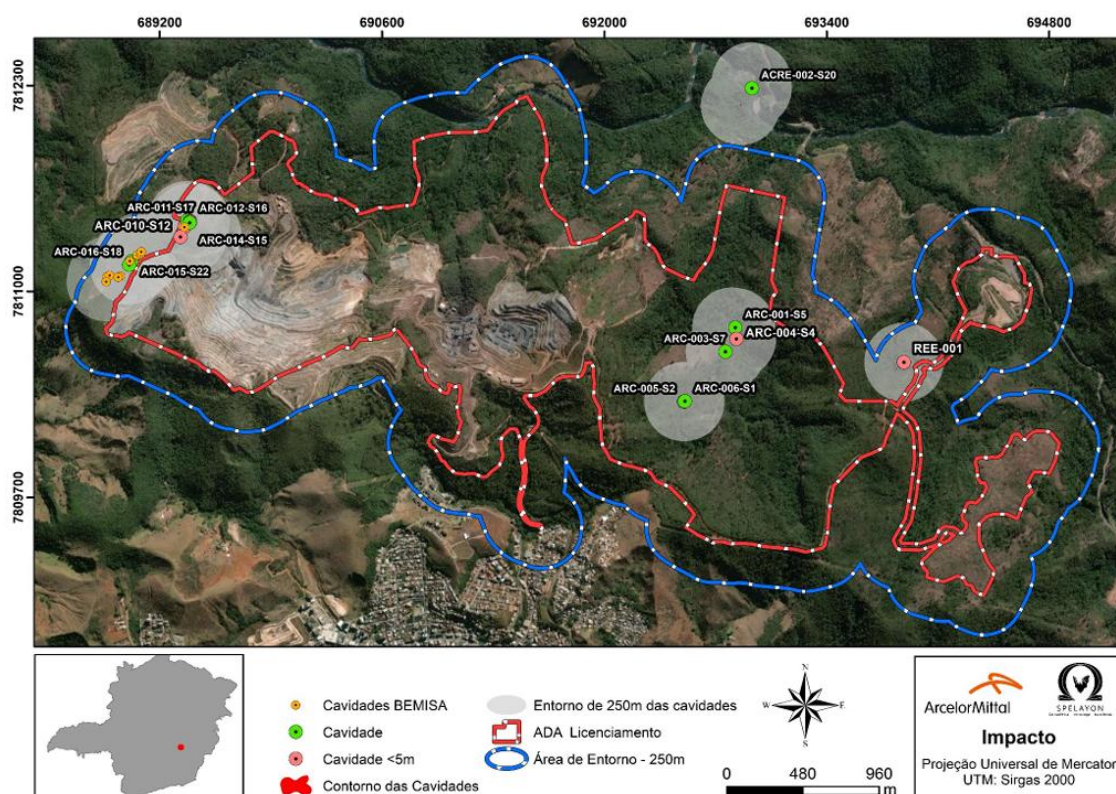 689200
690600
692000
693400
694800
7812300
7811000
7809700
ACRE-002-S20
ARC-011-S17
ARC-012-S16
ARC-010-S12
ARC-014-S15
ARC-016-S18
ARC-015-S22
ARC-001-S5
ARC-003-S7
ARC-004-S4
REE-001
ARC-005-S2
ARC-006-S1
Cavidades BEMISA
Cavidade
Cavidade <5m
Contorno das Cavidades
Entorno de 250m das cavidades
ADA Licenciamento
Área de Entorno - 250m
N
W
E
S
0
480
960
m
ArcelorMittal
SPELAYON
Impacto
Projeção Universal de Mercator
UTM: Sirgas 2000